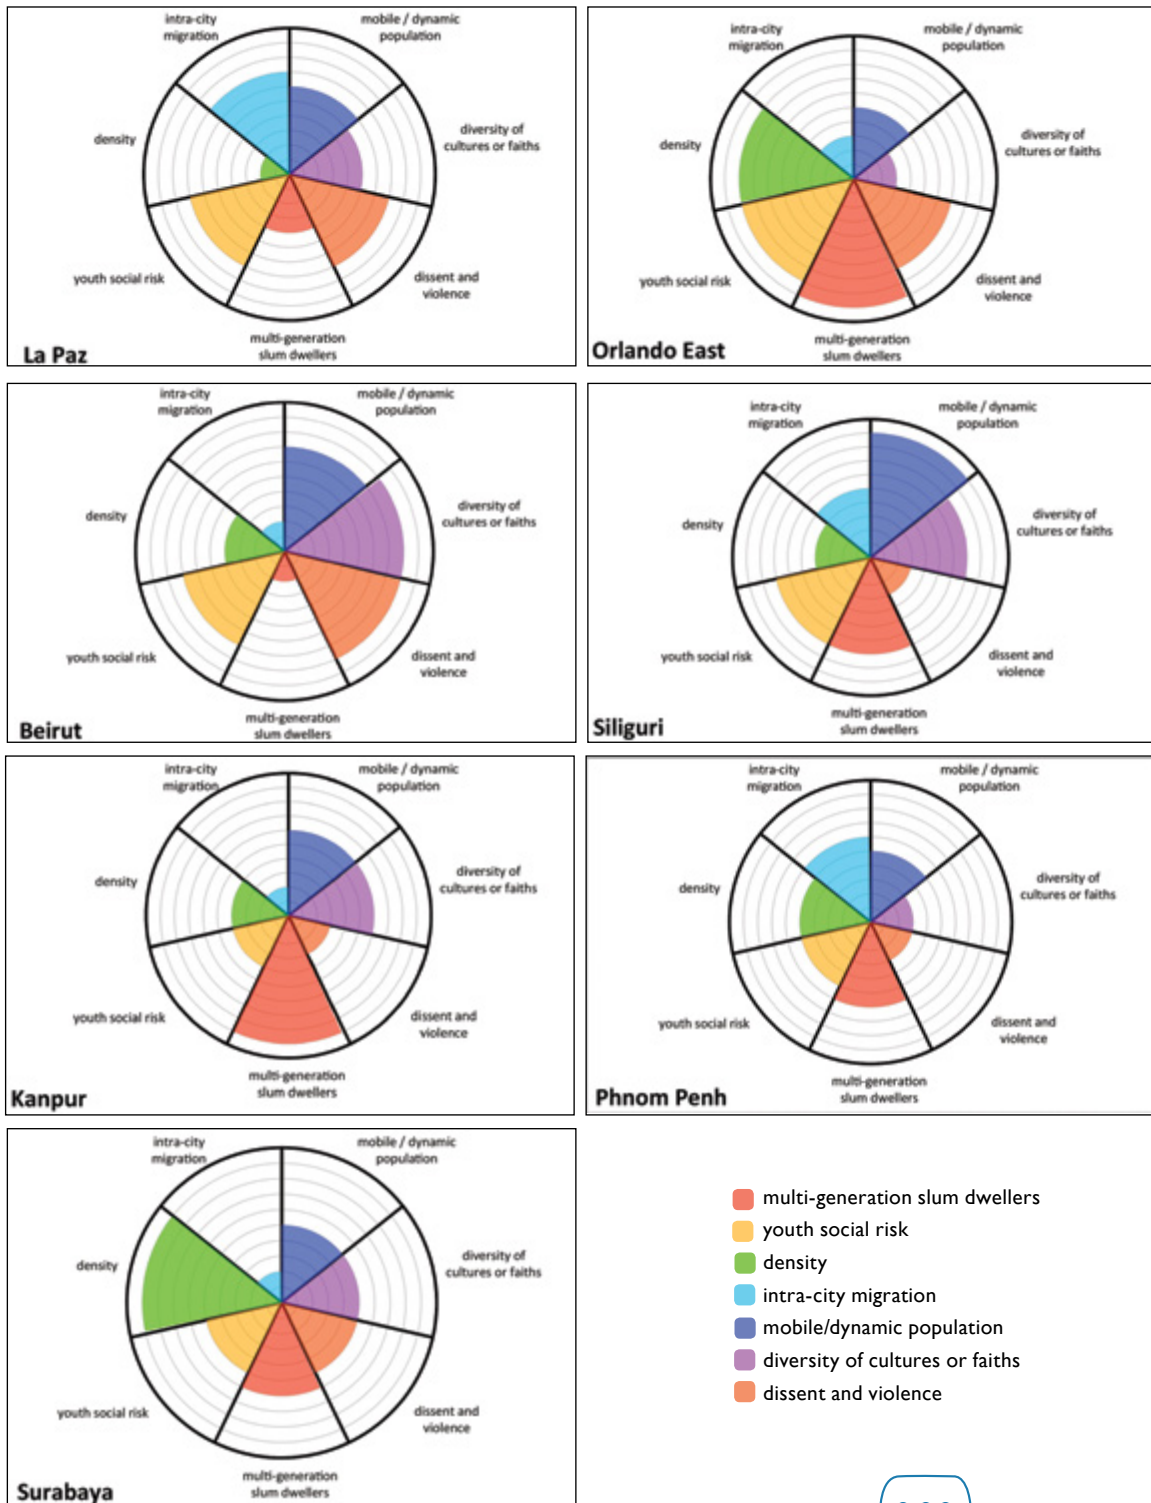 intra-city
migration
mobile / dynamic
population
density
diversity of
cultures or faiths
youth social risk
dissent and
violence
multi-generation
slum dwellers
La Paz
intra-city
migration
mobile / dynamic
population
density
diversity of
cultures or faiths
youth social risk
dissent and
violence
multi-generation
slum dwellers
Orlando East
intra-city
migration
mobile / dynamic
population
density
diversity of
cultures or faiths
youth social risk
dissent and
violence
multi-generation
slum dwellers
Beirut
intra-city
migration
mobile / dynamic
population
density
diversity of
cultures or faiths
youth social risk
dissent and
violence
multi-generation
slum dwellers
Siliguri
intra-city
migration
mobile / dynamic
population
density
diversity of
cultures or faiths
youth social risk
dissent and
violence
multi-generation
slum dwellers
Kanpur
intra-city
migration
mobile / dynamic
population
density
diversity of
cultures or faiths
youth social risk
dissent and
violence
multi-generation
slum dwellers
Phnom Penh
intra-city
migration
mobile / dynamic
population
density
diversity of
cultures or faiths
youth social risk
dissent and
violence
multi-generation
slum dwellers
Surabaya
multi-generation slum dwellers
youth social risk
density
intra-city migration
mobile/dynamic population
diversity of cultures or faiths
dissent and violence